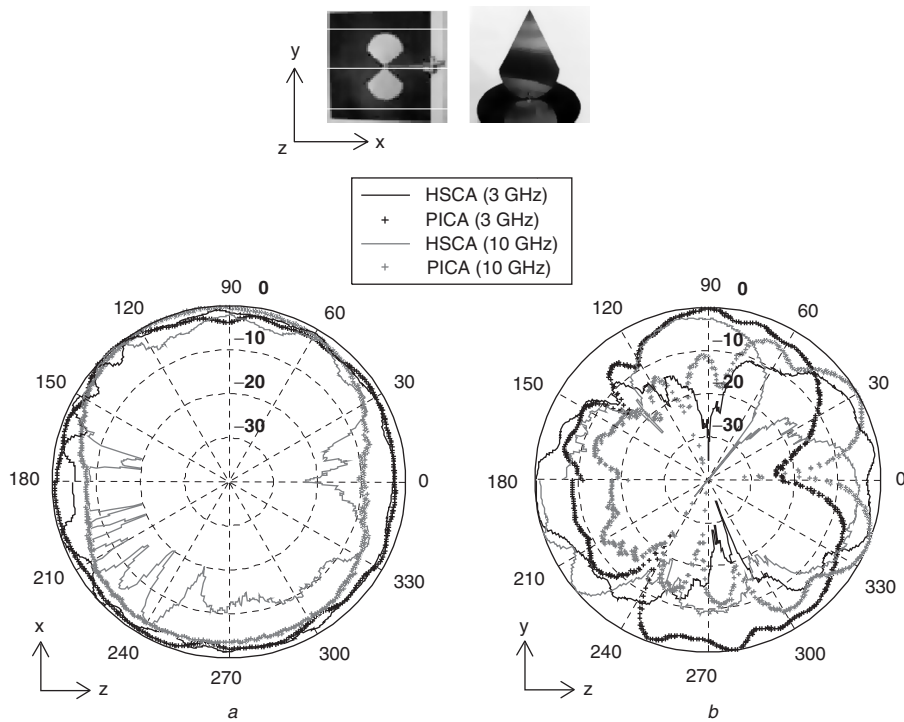 y
z
x
HSCA (3 GHz)
PICA (3 GHz)
HSCA (10 GHz)
PICA (10 GHz)
90 0
120 60
−10
150 30
−20
−30
180 0
210 330
240 300
270
x
z
a
90 0
120 60
−10
150 30
20
−30
180 0
210 330
240 300
270
y
z
b